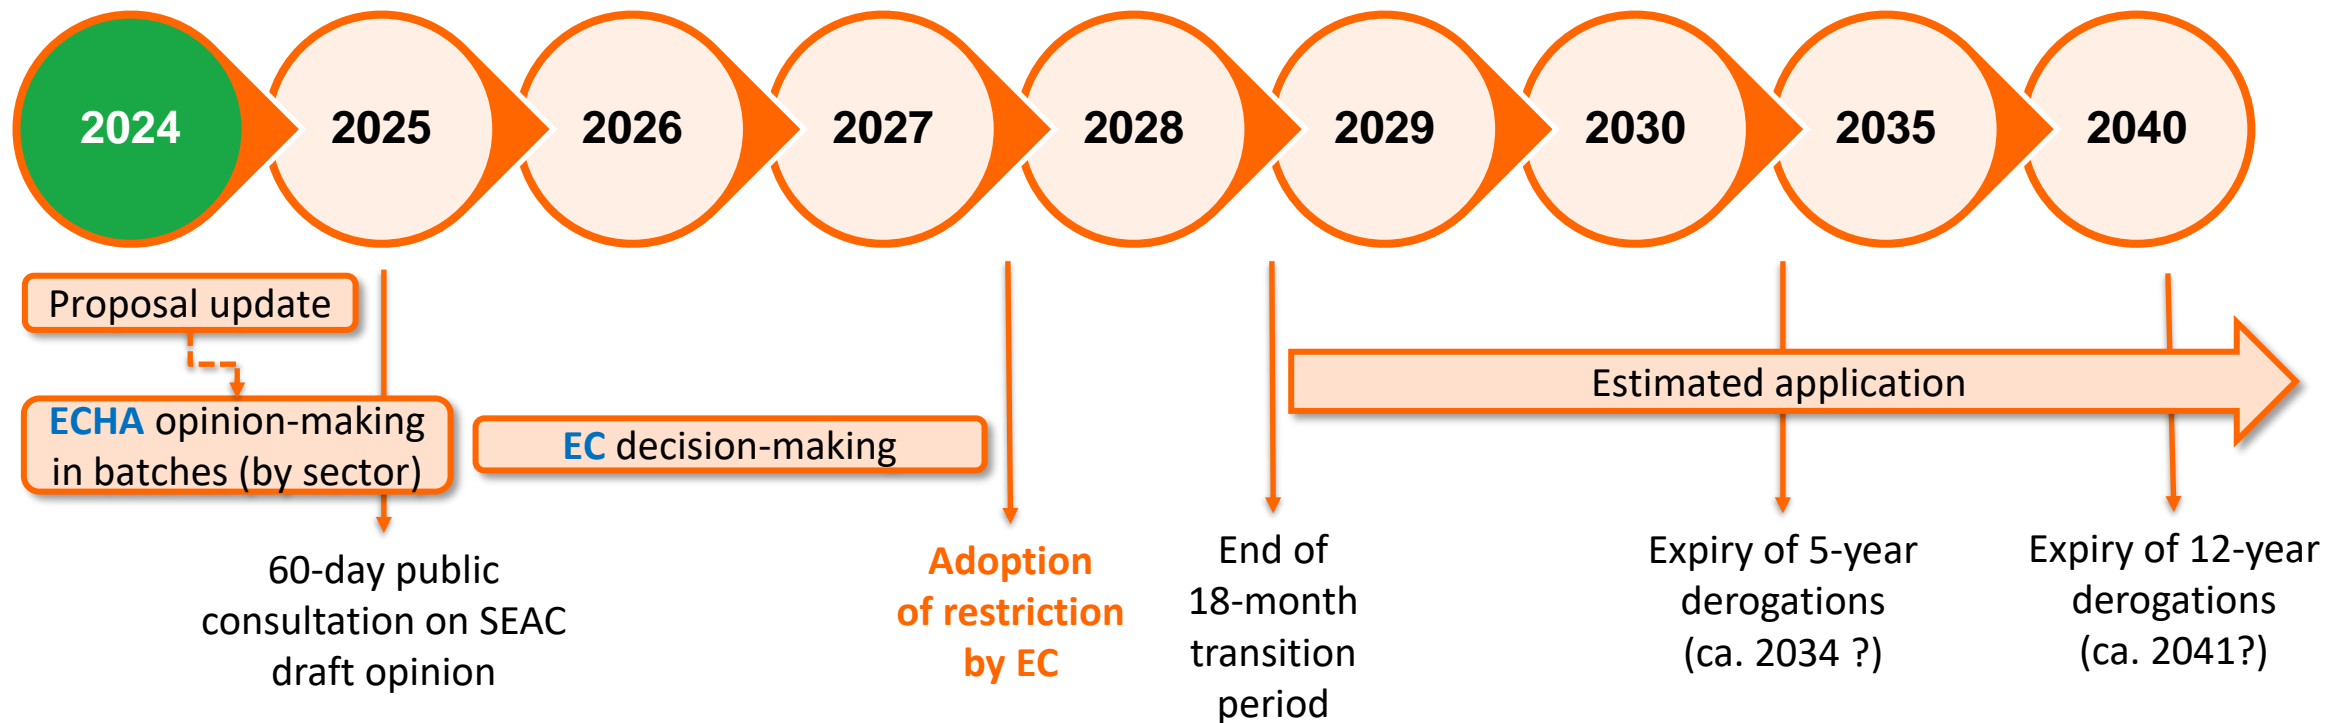 2024
2025
2026
2027
2028
2029
2030
2035
2040
Proposal update
ECHA opinion-making
in batches (by sector)
EC decision-making
Estimated application
60-day public
consultation on SEAC
draft opinion
Adoption
of restriction
by EC
End of
18-month
transition
period
Expiry of 5-year
derogations
(ca. 2034 ?)
Expiry of 12-year
derogations
(ca. 2041?)